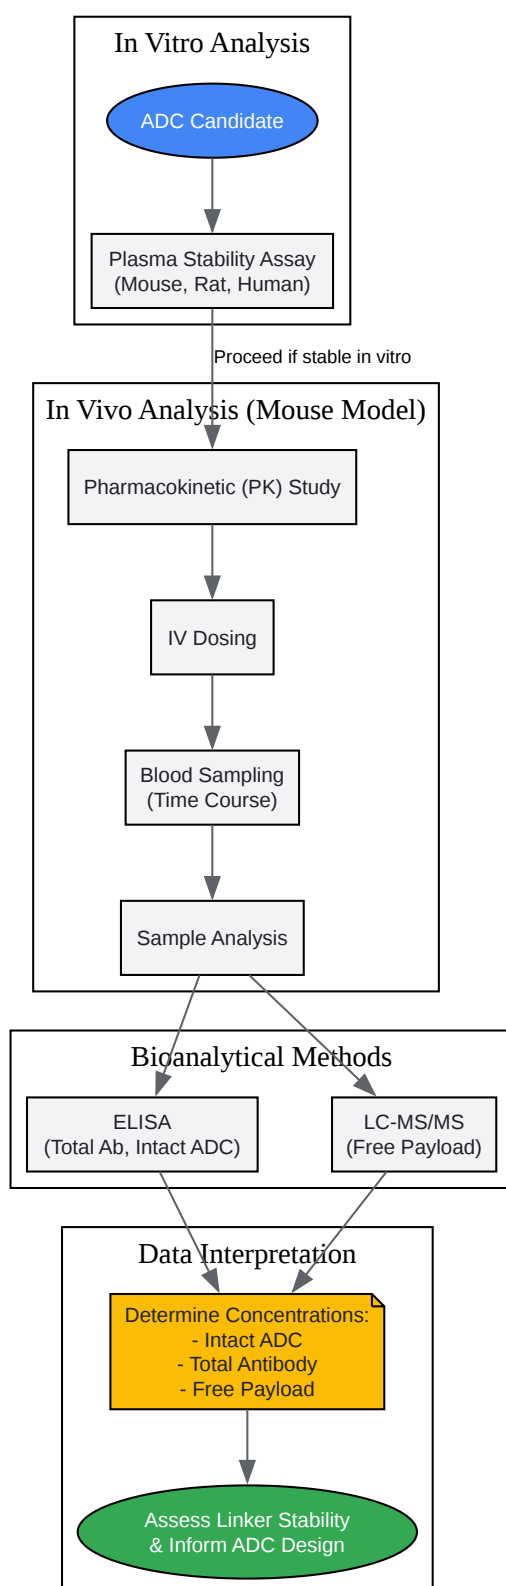 In Vitro Analysis
ADC Candidate
Plasma Stability Assay
(Mouse, Rat, Human)
Proceed if stable in vitro
In Vivo Analysis (Mouse Model)
Pharmacokinetic (PK) Study
IV Dosing
Blood Sampling
(Time Course)
Sample Analysis
Bioanalytical Methods
ELISA
(Total Ab, Intact ADC)
LC-MS/MS
(Free Payload)
Data Interpretation
Determine Concentrations:
- Intact ADC
- Total Antibody
- Free Payload
Assess Linker Stability
& Inform ADC Design